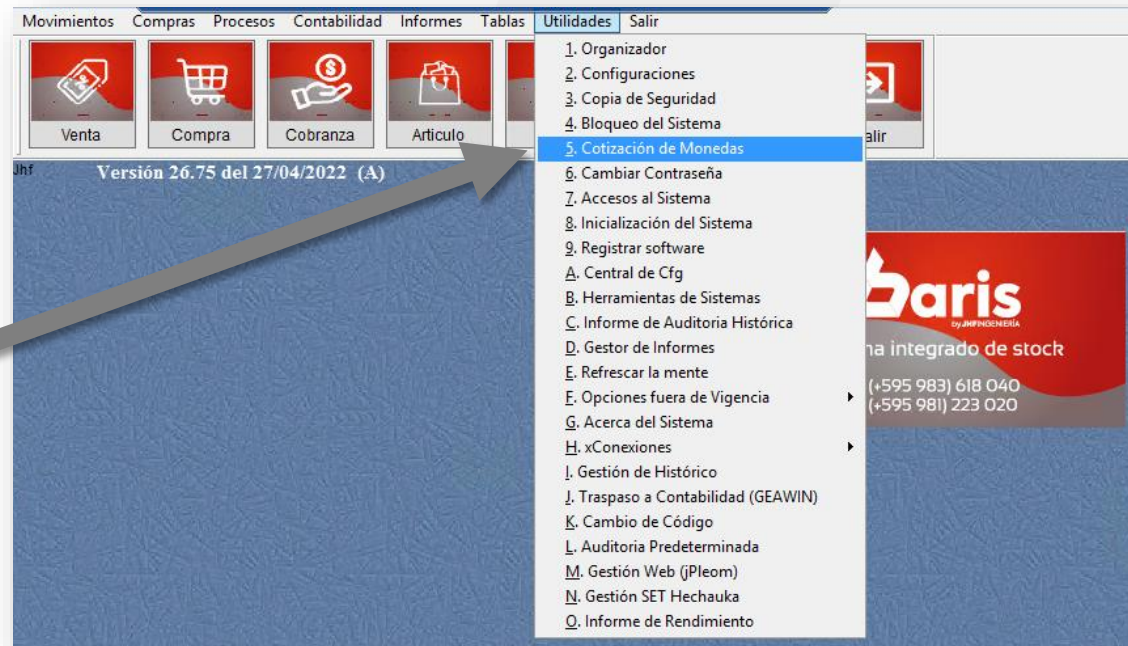 Movimientos Compras Procesos Contabilidad Informes Tablas Utilidades Salir
Venta Compra Cobranza Articulo alir
1. Organizador
2. Configuraciones
3. Copia de Seguridad
4. Bloqueo del Sistema
5. Cotización de Monedas
6. Cambiar Contraseña
7. Accesos al Sistema
8. Inicialización del Sistema
9. Registrar software
A. Central de Cfg
B. Herramientas de Sistemas
C. Informe de Auditoria Histórica
D. Gestor de Informes
E. Refrescar la mente
F. Opciones fuera de Vigencia
G. Acerca del Sistema
H. xConexiones
I. Gestión de Histórico
J. Traspaso a Contabilidad (GEAWIN)
K. Cambio de Código
L. Auditoria Predeterminada
M. Gestión Web (jPleom)
N. Gestión SET Hechauka
O. Informe de Rendimiento
Jhf Versión 26.75 del 27/04/2022 (A)
baris
by JHF INGENIERÍA
na integrado de stock
(+595 983) 618 040
(+595 981) 223 020